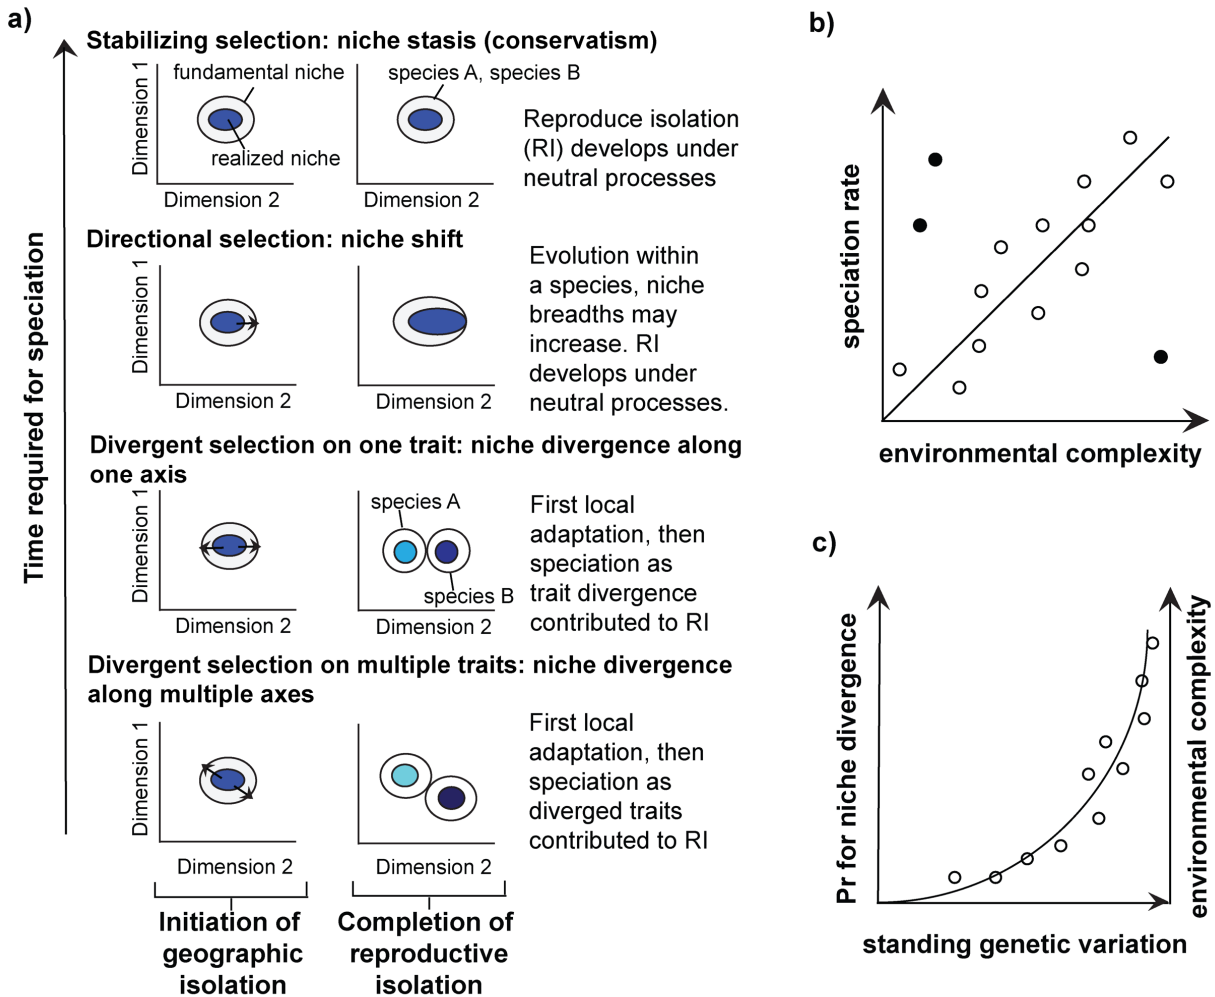 a)
Time required for speciation
Stabilizing selection: niche stasis (conservatism)
Dimension 1
fundamental niche
realized niche
Dimension 2
species A, species B
Dimension 2
Reproduce isolation
(RI) develops under
neutral processes
Directional selection: niche shift
Dimension 1
Dimension 2
Dimension 2
Evolution within
a species, niche
breadths may
increase. RI
develops under
neutral processes.
Divergent selection on one trait: niche divergence along
one axis
Dimension 1
Dimension 2
species A
species B
Dimension 2
First local
adaptation, then
speciation as
trait divergence
contributed to RI
Divergent selection on multiple traits: niche divergence
along multiple axes
Dimension 1
Dimension 2
Dimension 2
First local
adaptation, then
speciation as
diverged traits
contributed to RI
Initiation of
geographic
isolation
Completion of
reproductive
isolation
b)
speciation rate
environmental complexity
c)
Pr for niche divergence
environmental complexity
standing genetic variation